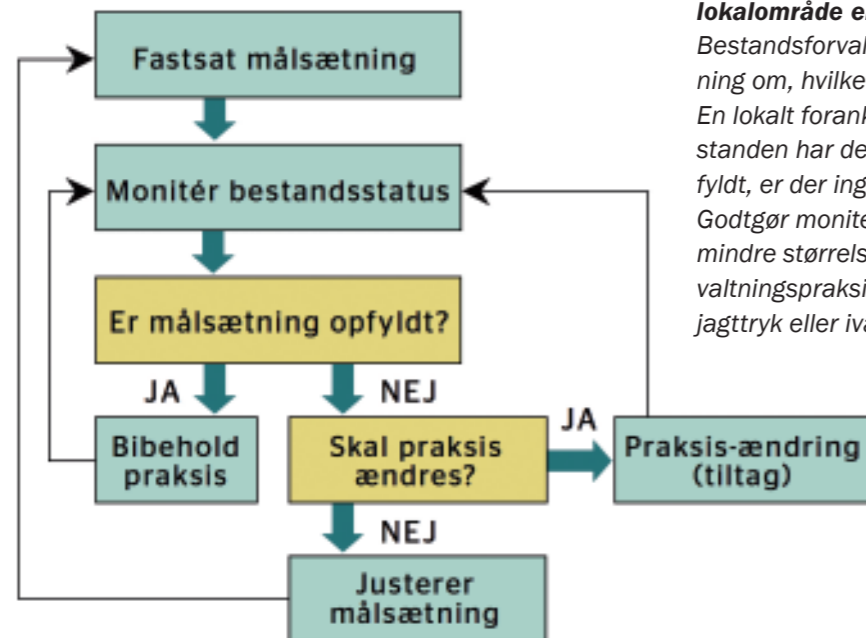 Fastsat målsætning
Monitér bestandsstatus
Er målsætning opfyldt?
JA
NEJ
Bibehold
praksis
Skal praksis
ændres?
JA
Praksis-ændring
(tiltag)
NEJ
Justerer
målsætning
lokalområde
Bestandsforval
ning om, hvilke
En lokalt forank
standen har de
fyldt, er der ing
Godtgør monite
mindre størrels
valtningspraksi
jagttryk eller iv